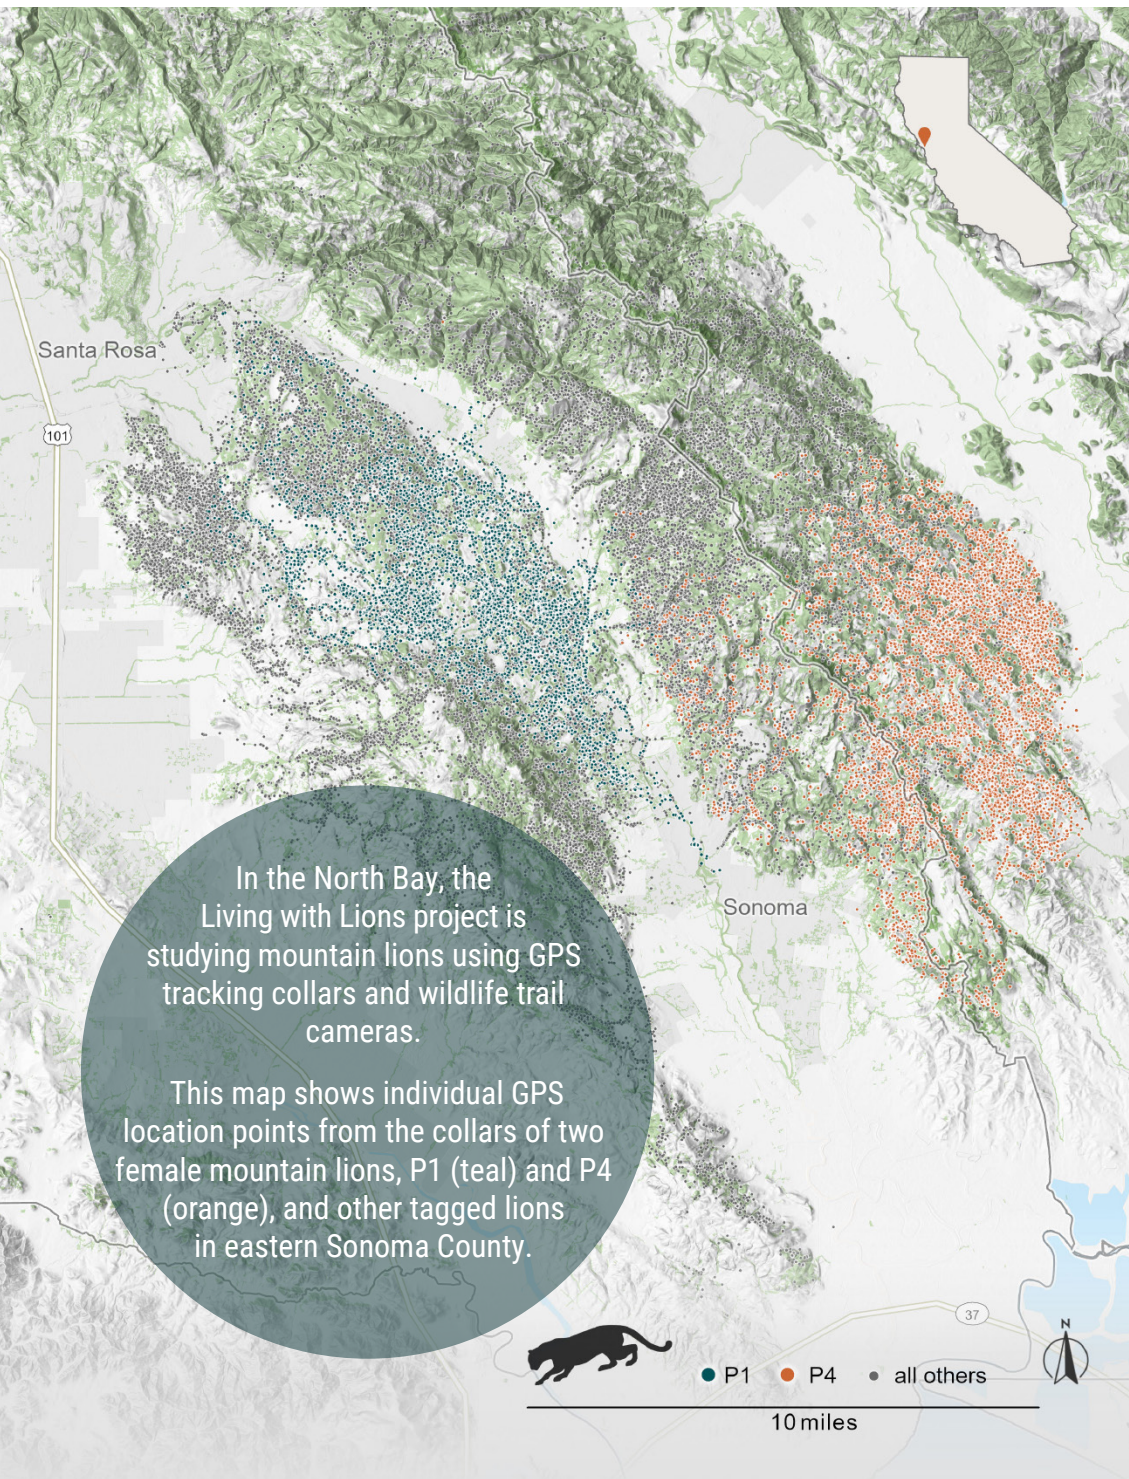 Santa Rosa
101
Sonoma
In the North Bay, the
Living with Lions project is
studying mountain lions using GPS
tracking collars and wildlife trail
cameras.
This map shows individual GPS
location points from the collars of two
female mountain lions, P1 (teal) and P4
(orange), and other tagged lions
in eastern Sonoma County.
37
N
P1 P4 all others
10 miles